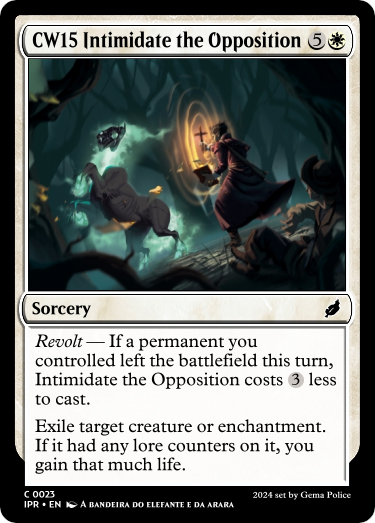 CW15 Intimidate the Opposition 5
Sorcery
Revolt — If a permanent you
controlled left the battlefield this turn,
Intimidate the Opposition costs 3 less
to cast.
Exile target creature or enchantment.
If it had any lore counters on it, you
gain that much life.
C 0023
2024 set by Gema Police
IPR • EN A BANDEIRA DO ELEFANTE E DA ARARA